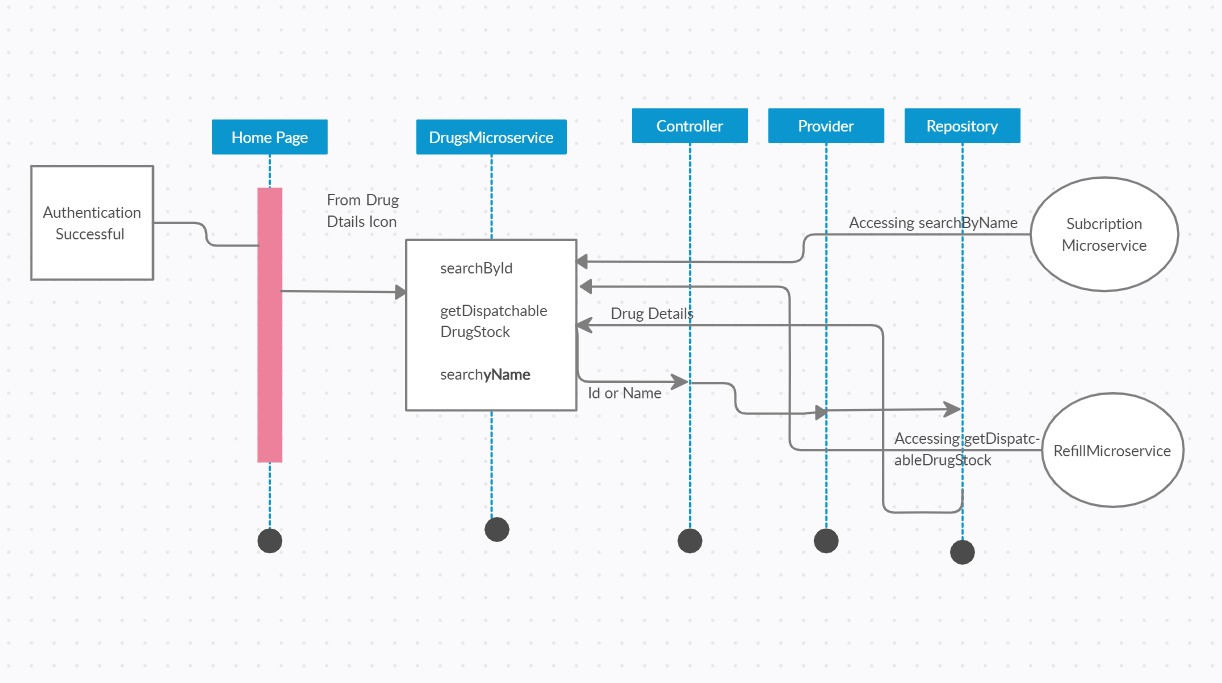 Home Page
DrugsMicroservice
Controller
Provider
Repository
Authentication
Successful
From Drug
Dtails Icon
searchById
getDispatchable
DrugStock
searchyName
Accessing searchByName
Subcription
Microservice
Drug Details
Id or Name
Accessing getDispatc-
ableDrugStock
RefillMicroservice